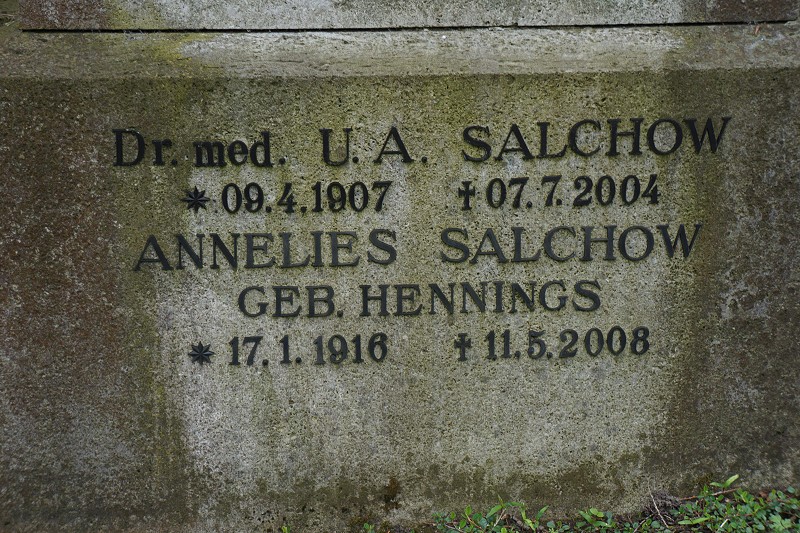 Dr. med. U. A. SALCHOW
* 09.4.1907 † 07.7.2004
ANNELIES SALCHOW
GEB. HENNINGS
* 17.1.1916 † 11.5.2008